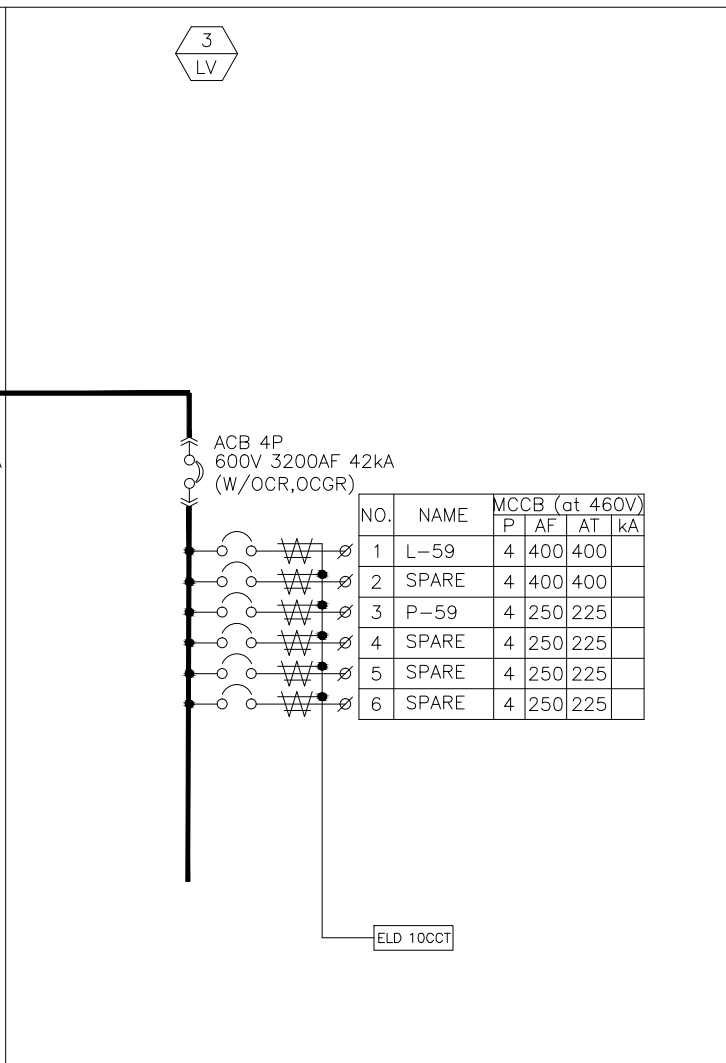 3
LV
ACB 4P
600V 3200AF 42kA
(W/OCR,OCGR)
NO. NAME MCCB (at 460V)
P AF AT kA
1 L-59 4 400 400
2 SPARE 4 400 400
3 P-59 4 250 225
4 SPARE 4 250 225
5 SPARE 4 250 225
6 SPARE 4 250 225
ELD 10CCT